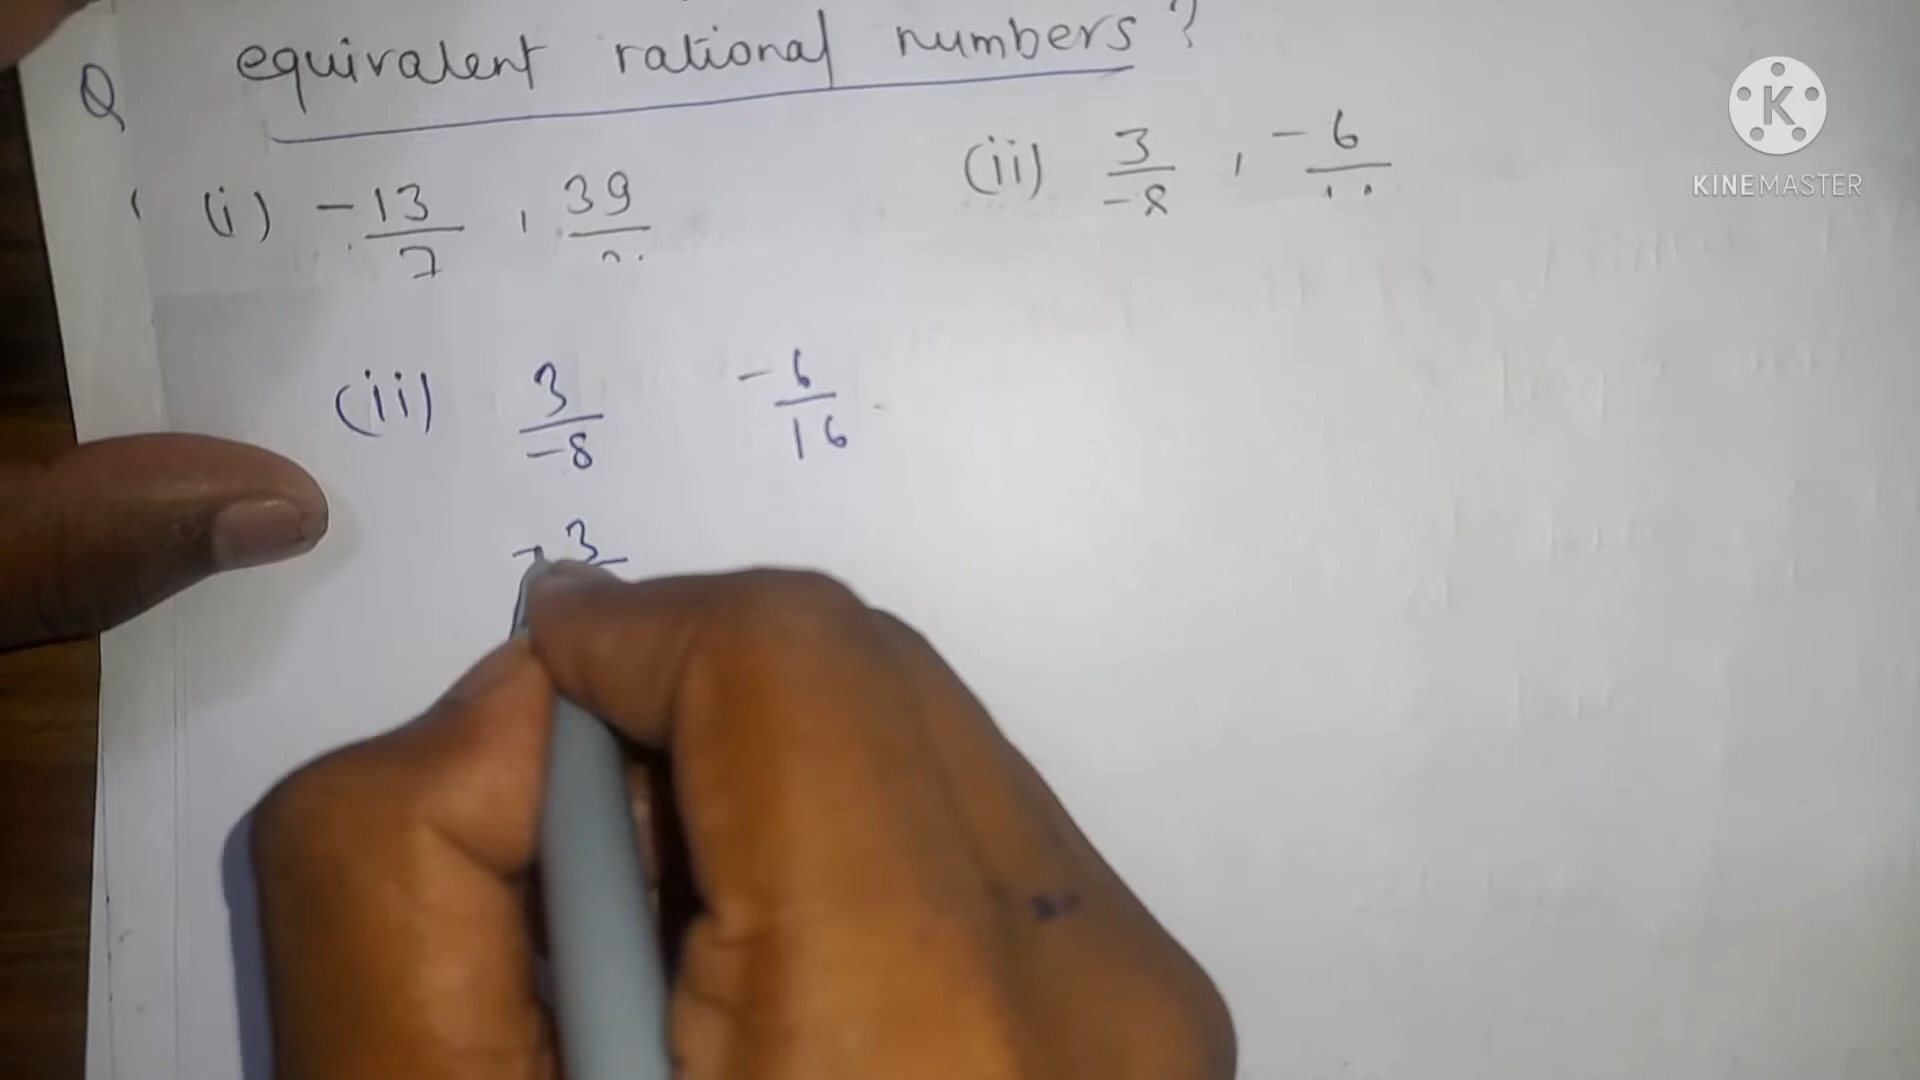 Q equivalent rational numbers?
(i) -13/7 , 39/
(ii) 3/-8 , -6/
(ii) 3/-8 -6/16
-3
KINEMASTER